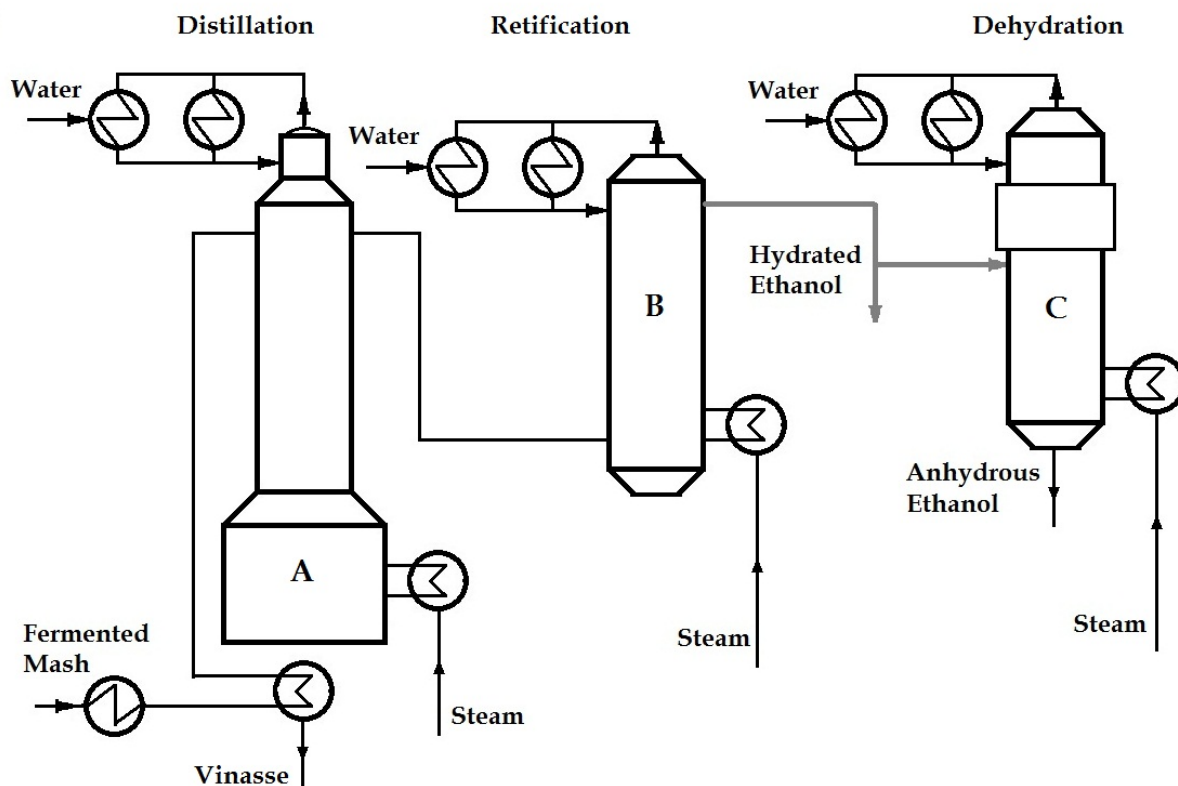 Distillation
Retification
Dehydration
Water
Water
Water
Hydrated
Ethanol
A
B
C
Anhydrous
Ethanol
Fermented
Mash
Steam
Steam
Steam
Vinasse